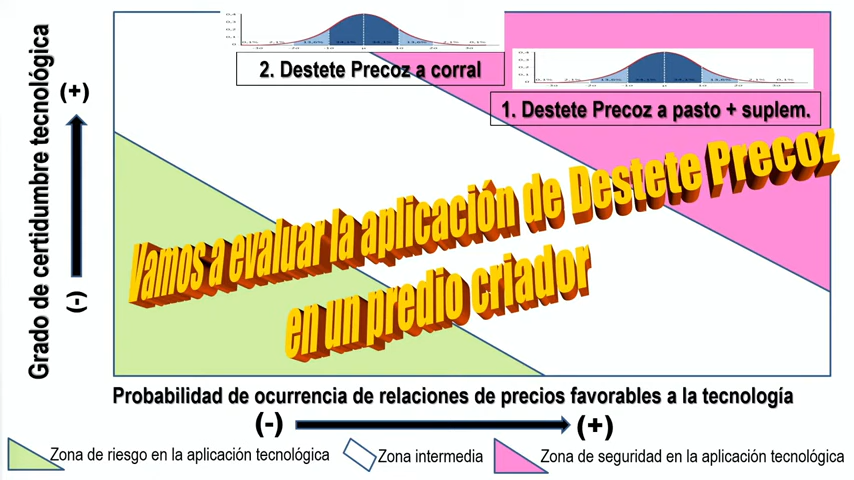 2. Destete Precoz a corral
1. Destete Precoz a pasto + suplem.
Grado de certidumbre tecnológica
(+)
(-)
Vamos a evaluar la aplicación de Destete Precoz
en un predio criador
Probabilidad de ocurrencia de relaciones de precios favorables a la tecnología
(-)
(+)
Zona de riesgo en la aplicación tecnológica
Zona intermedia
Zona de seguridad en la aplicación tecnológica